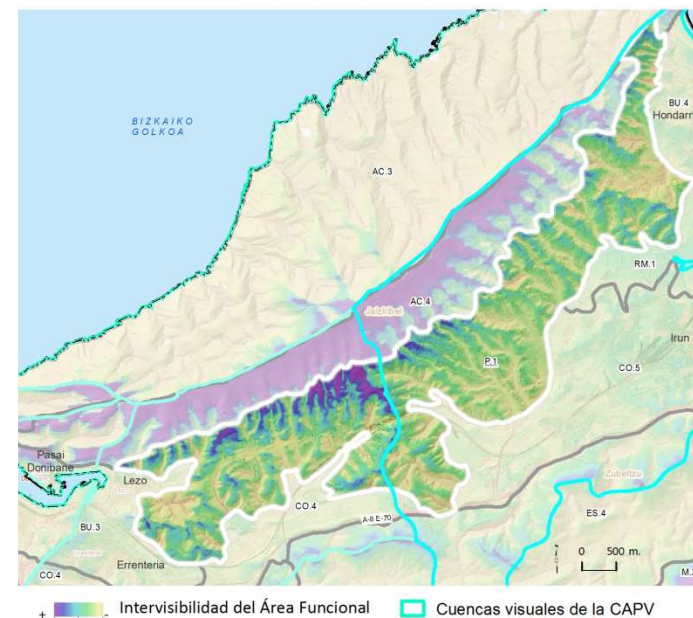 BIZKAIKO
GOLKOA
BU.4
Hondarri
AC.3
RM.1
AC.4
Jaizkibel
Irun
P.1
CO.5
Pasai
Donibane
Lezo
Zubeltzu
CO.4
ES.4
A-8 E-70
BU.3
0 500 m.
Errenteria
CO.4
M.
+ - Intervisibilidad del Área Funcional Cuencas visuales de la CAPV